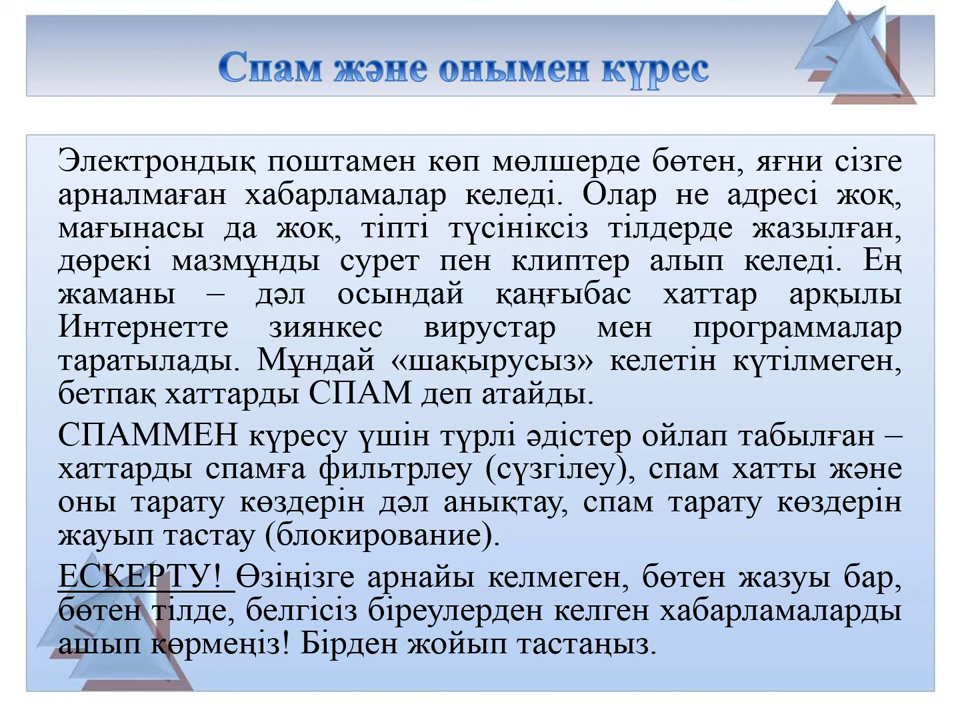 Спам және онымен күрес
Электрондық поштамен көп мөлшерде бөтен, яғни сізге
арналмаған хабарламалар келеді. Олар не адресі жоқ,
мағынасы да жоқ, тіпті түсініксіз тілдерде жазылған,
дөрекі мазмұнды сурет пен клиптер алып келеді. Ең
жаманы – дәл осындай қаңғыбас хаттар арқылы
Интернетте зиянкес вирустар мен программалар
таратылады. Мұндай «шақырусыз» келетін күтілмеген,
бетпақ хаттарды СПАМ деп атайды.
СПАММЕН күресу үшін түрлі әдістер ойлап табылған –
хаттарды спамға фильтрлеу (сүзгілеу), спам хатты және
оны тарату көздерін дәл анықтау, спам тарату көздерін
жауып тастау (блокирование).
ЕСКЕРТУ! Өзіңізге арнайы келмеген, бөтен жазуы бар,
бөтен тілде, белгісіз біреулерден келген хабарламаларды
ашып көрмеңіз! Бірден жойып тастаңыз.